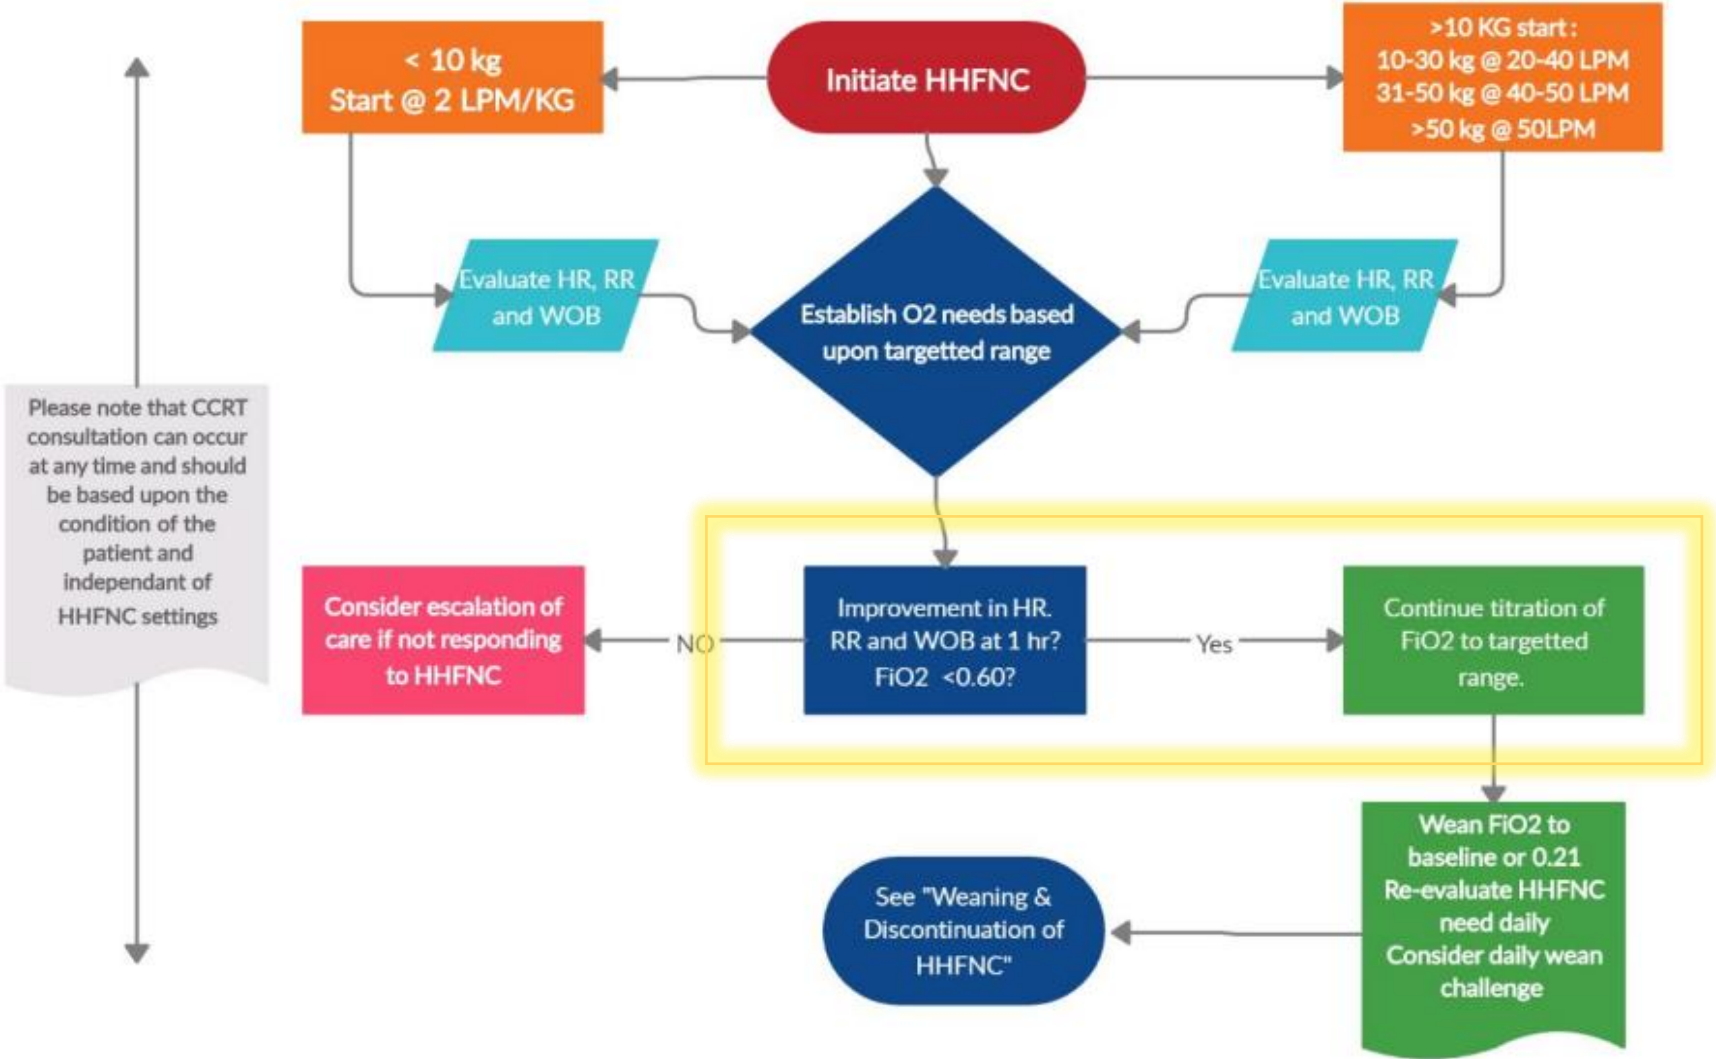 < 10 kg
Start @ 2 LPM/KG
Initiate HHFNC
>10 KG start :
10-30 kg @ 20-40 LPM
31-50 kg @ 40-50 LPM
>50 kg @ 50LPM
Evaluate HR, RR
and WOB
Establish O2 needs based
upon targetted range
Evaluate HR, RR
and WOB
Please note that CCRT
consultation can occur
at any time and should
be based upon the
condition of the
patient and
independant of
HHFNC settings
Consider escalation of
care if not responding
to HHFNC
NO
Improvement in HR.
RR and WOB at 1 hr?
FiO2 <0.60?
Yes
Continue titration of
FiO2 to targetted
range.
See "Weaning &
Discontinuation of
HHFNC"
Wean FiO2 to
baseline or 0.21
Re-evaluate HHFNC
need daily
Consider daily wean
challenge